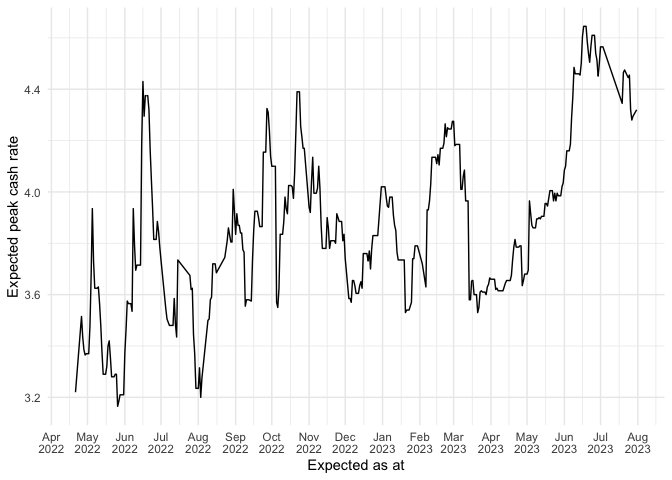 Expected peak cash rate
4.4
4.0
3.6
3.2
Apr May Jun Jul Aug Sep Oct Nov Dec Jan Feb Mar Apr May Jun Jul Aug
2022 2022 2022 2022 2022 2022 2022 2022 2022 2023 2023 2023 2023 2023 2023 2023 2023
Expected as at